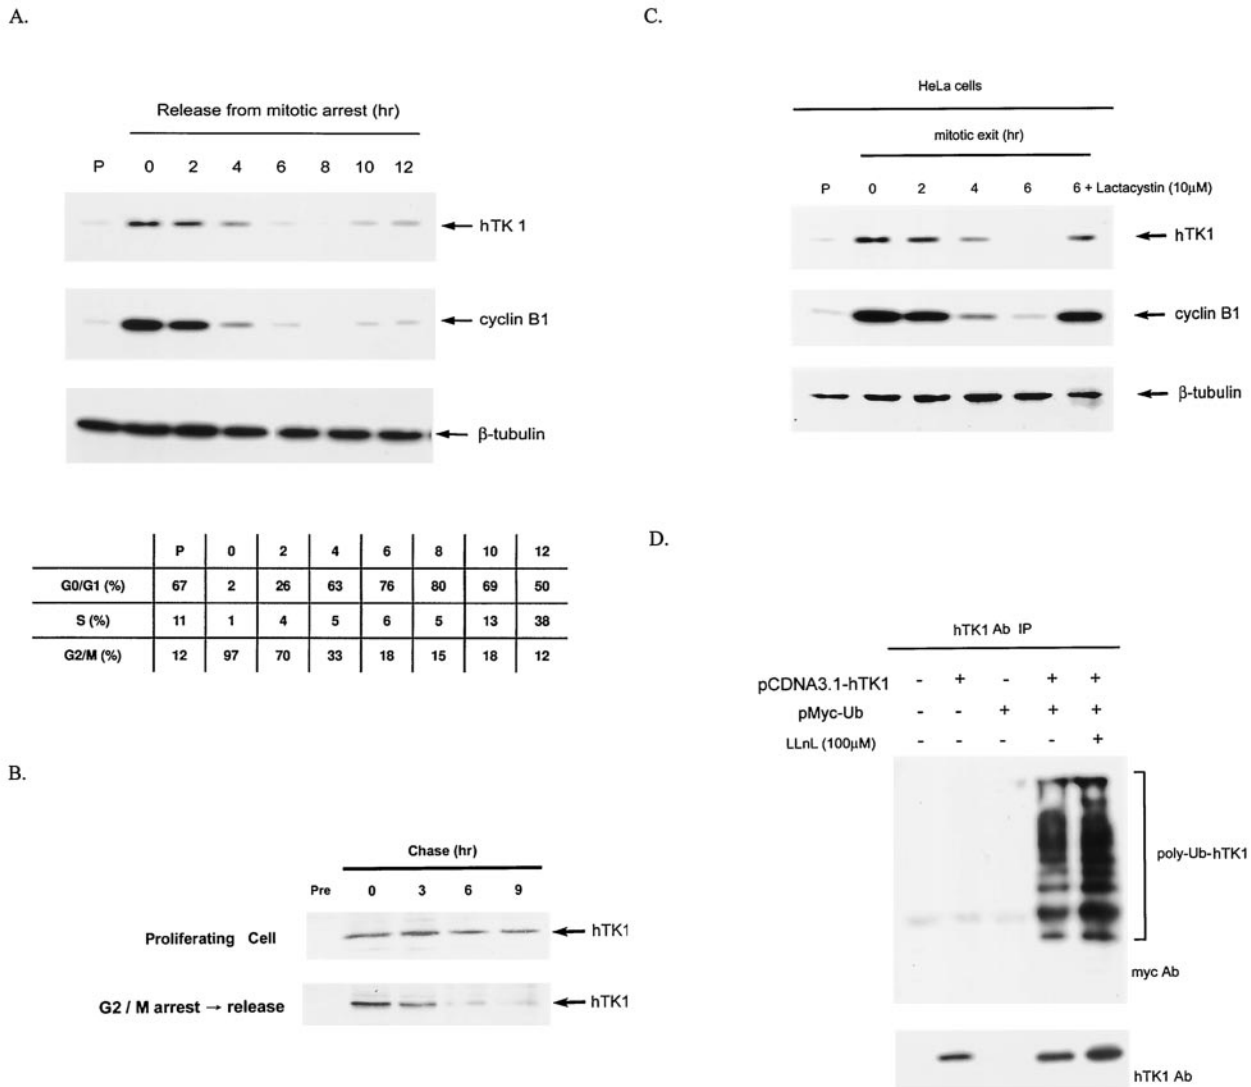 A.
Release from mitotic arrest (hr)
P 0 2 4 6 8 10 12
hTK 1
cyclin B1
β-tubulin
P 0 2 4 6 8 10 12
G0/G1 (%) 67 2 26 63 76 80 69 50
S (%) 11 1 4 5 6 5 13 38
G2/M (%) 12 97 70 33 18 15 18 12
B.
Chase (hr)
Pre 0 3 6 9
Proliferating Cell hTK1
G2 / M arrest → release hTK1
C.
HeLa cells
mitotic exit (hr)
P 0 2 4 6 6 + Lactacystin (10μM)
hTK1
cyclin B1
β-tubulin
D.
hTK1 Ab IP
pCDNA3.1-hTK1 - + - + +
pMyc-Ub - - + + +
LLnL (100μM) - - - - +
poly-Ub-hTK1
myc Ab
hTK1 Ab